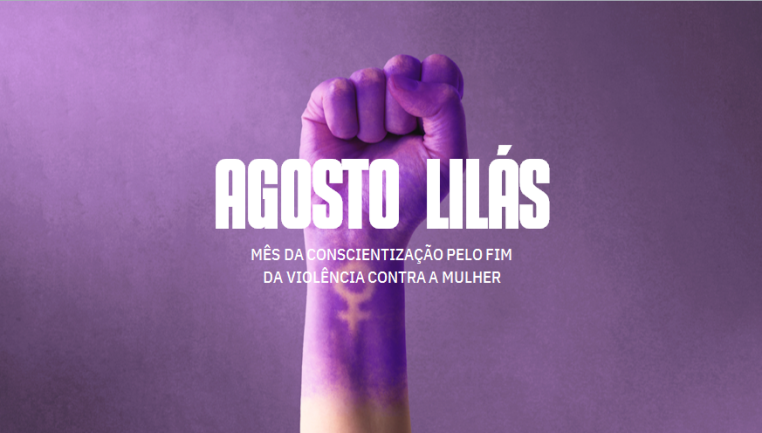 AGOSTO LILÁS
MÊS DA CONSCIENTIZAÇÃO PELO FIM
DA VIOLÊNCIA CONTRA A MULHER